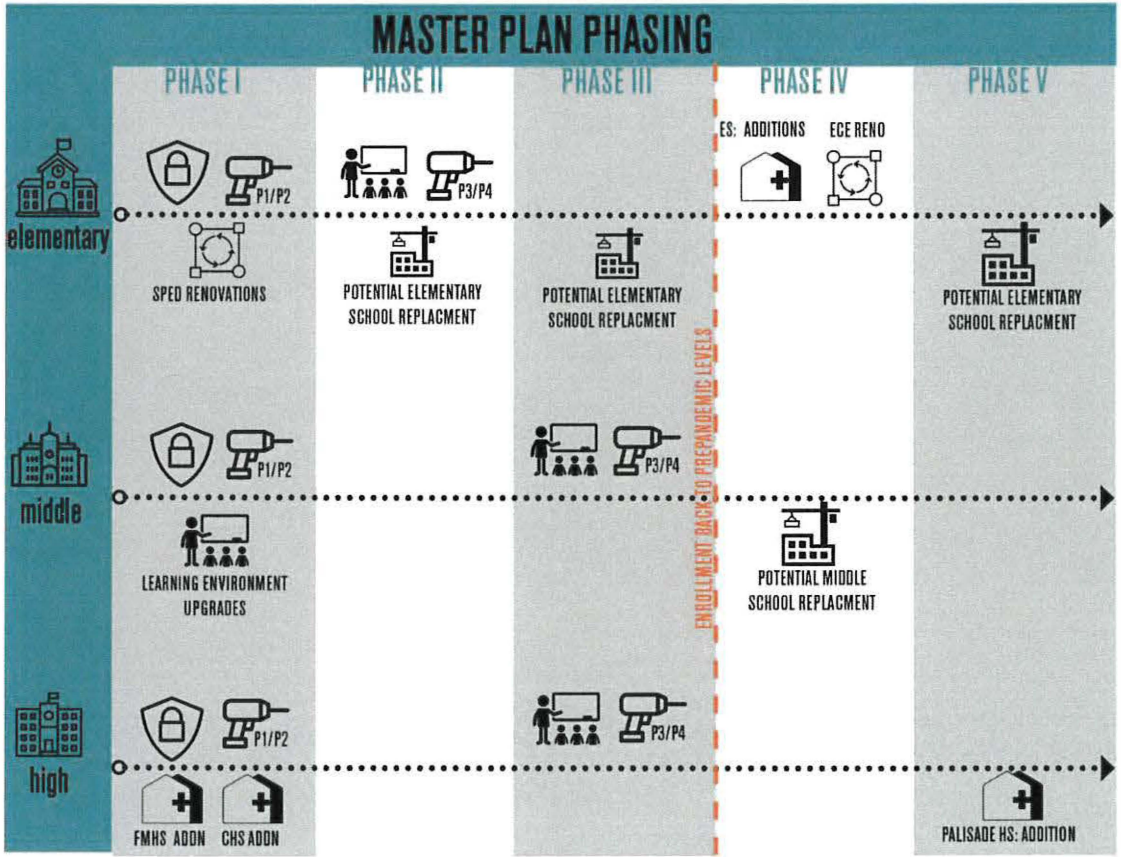 MASTER PLAN PHASING
PHASE I
PHASE II
PHASE III
PHASE IV
PHASE V
ES: ADDITIONS
ECE RENO
P1/P2
P3/P4
elementary
SPED RENOVATIONS
POTENTIAL ELEMENTARY
SCHOOL REPLACMENT
POTENTIAL ELEMENTARY
SCHOOL REPLACMENT
POTENTIAL ELEMENTARY
SCHOOL REPLACMENT
ENROLLMENT BACK TO PREPANDEMIC LEVELS
P1/P2
P3/P4
middle
LEARNING ENVIRONMENT
UPGRADES
POTENTIAL MIDDLE
SCHOOL REPLACMENT
P1/P2
P3/P4
high
FMHS ADDN
CHS ADDN
PALISADE HS: ADDITION